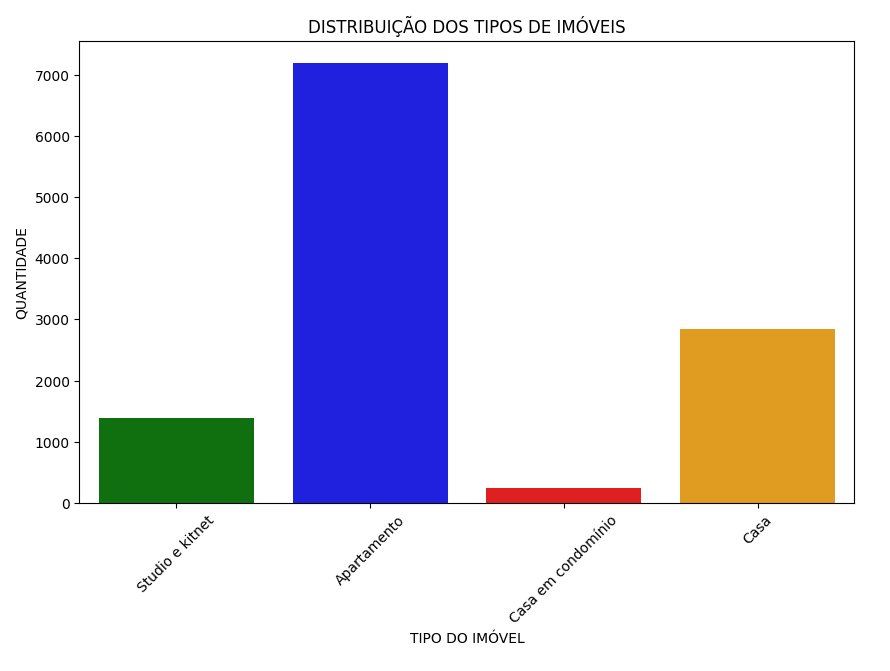 DISTRIBUIÇÃO DOS TIPOS DE IMÓVEIS
QUANTIDADE
7000
6000
5000
4000
3000
2000
1000
0
Studio e kitnet
Apartamento
Casa em condomínio
Casa
TIPO DO IMÓVEL